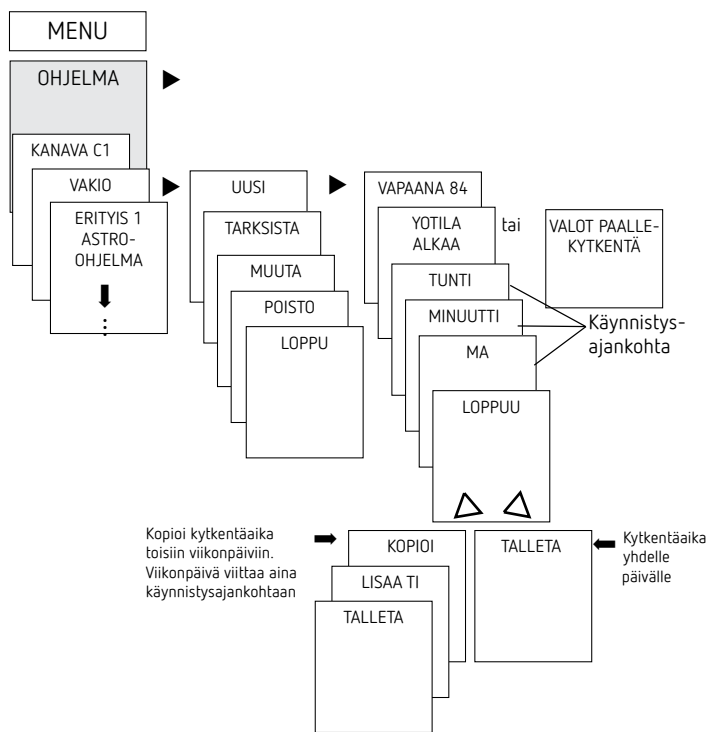 MENU
OHJELMA
KANAVA C1
VAKIO
ERITYIS 1
ASTRO-
OHJELMA
UUSI
TARKSISTA
MUUTA
POISTO
LOPPU
VAPAANA 84
YOTILA
ALKAA
tai
VALOT PAALLE-
KYTKENTÄ
TUNTI
MINUUTTI
MA
Käynnistys-
ajankohta
LOPPUU
Kopioi kytkentäaika
toisiin viikonpäiviin.
Viikonpäivä viittaa aina
käynnistysajankohtaan
KOPIOI
LISAA TI
TALLETA
TALLETA
Kytkentäaika
yhdelle
päivälle